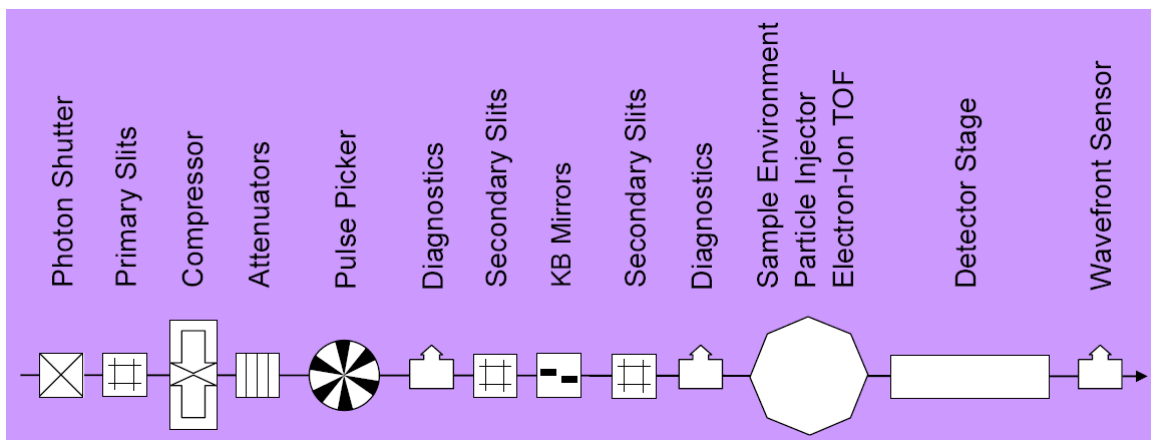 Photon Shutter
Primary Slits
Compressor
Attenuators
Pulse Picker
Diagnostics
Secondary Slits
KB Mirrors
Secondary Slits
Diagnostics
Sample Environment
Particle Injector
Electron-Ion TOF
Detector Stage
Wavefront Sensor